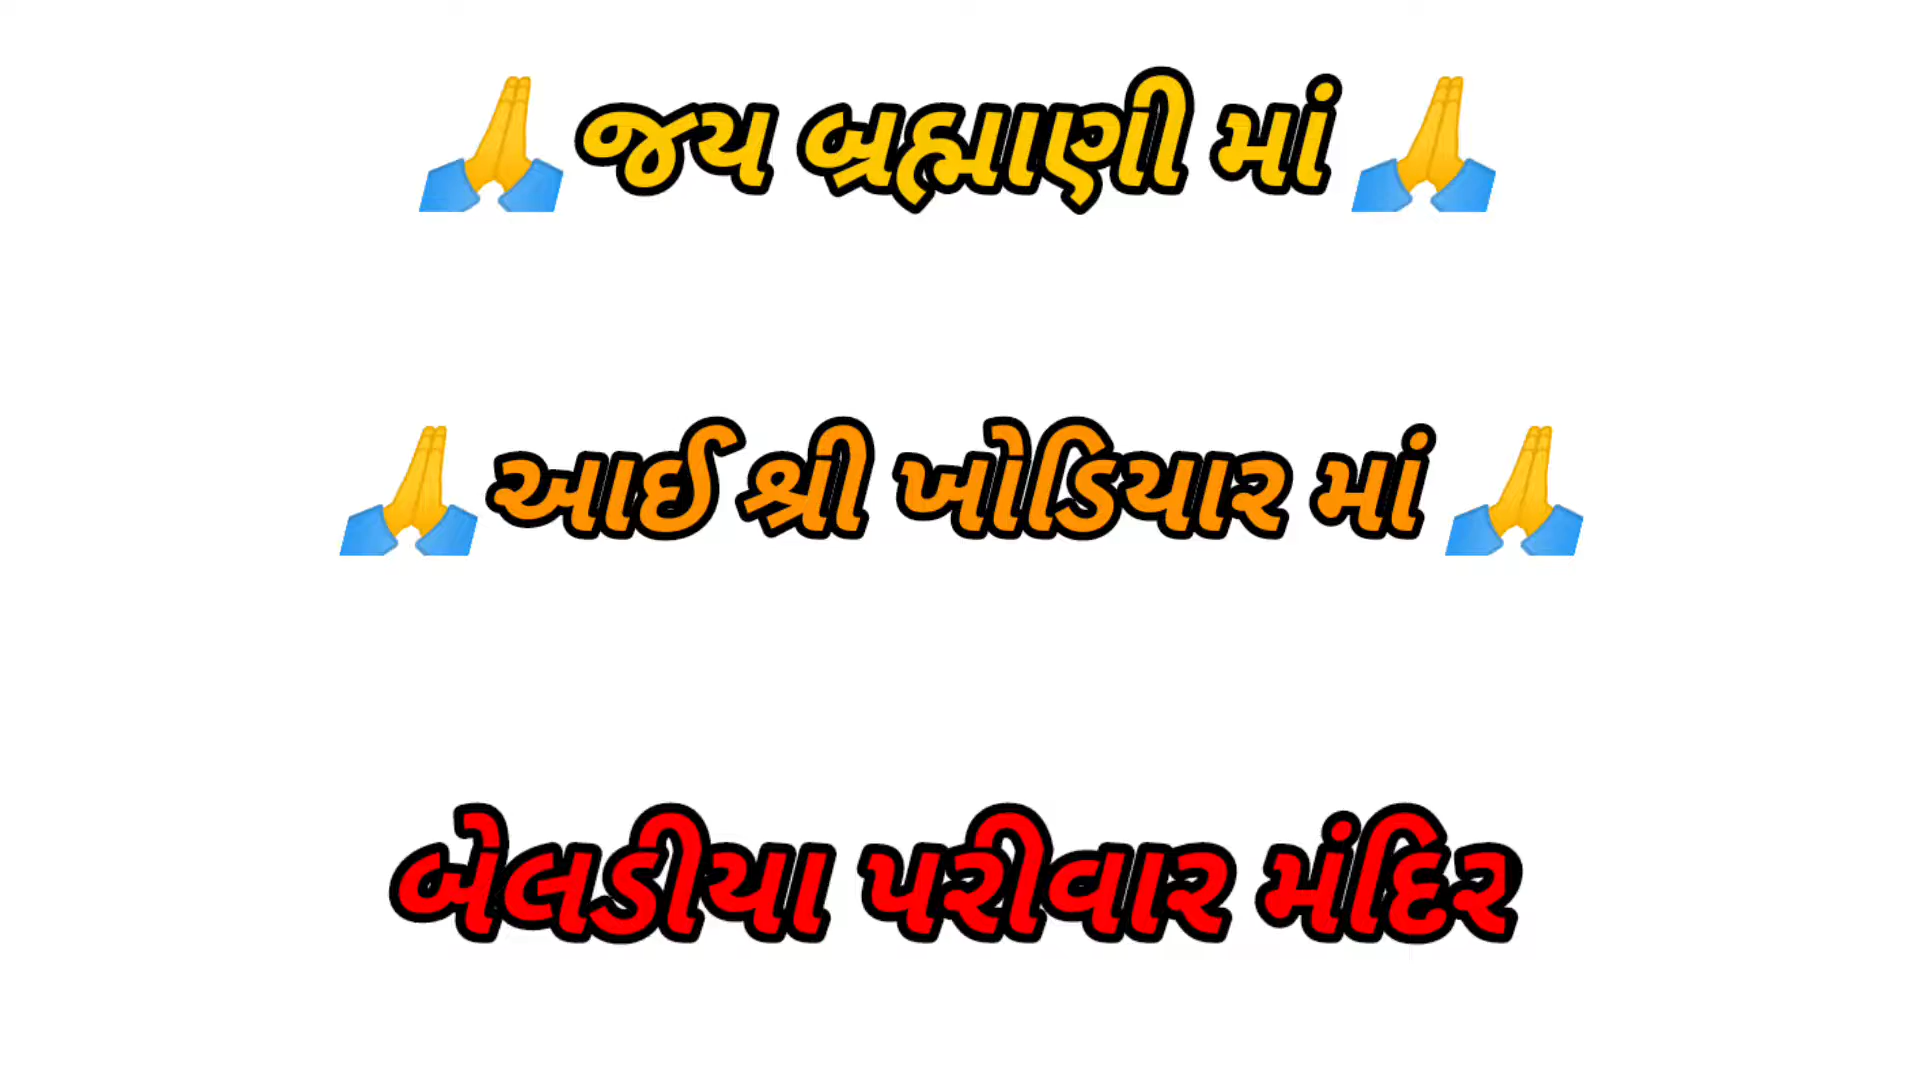 🙏જય બ્રહ્માણી માં🙏
🙏આઈ શ્રી ખોડિયાર માં🙏
બેલડીયા પરીવાર મંદિર